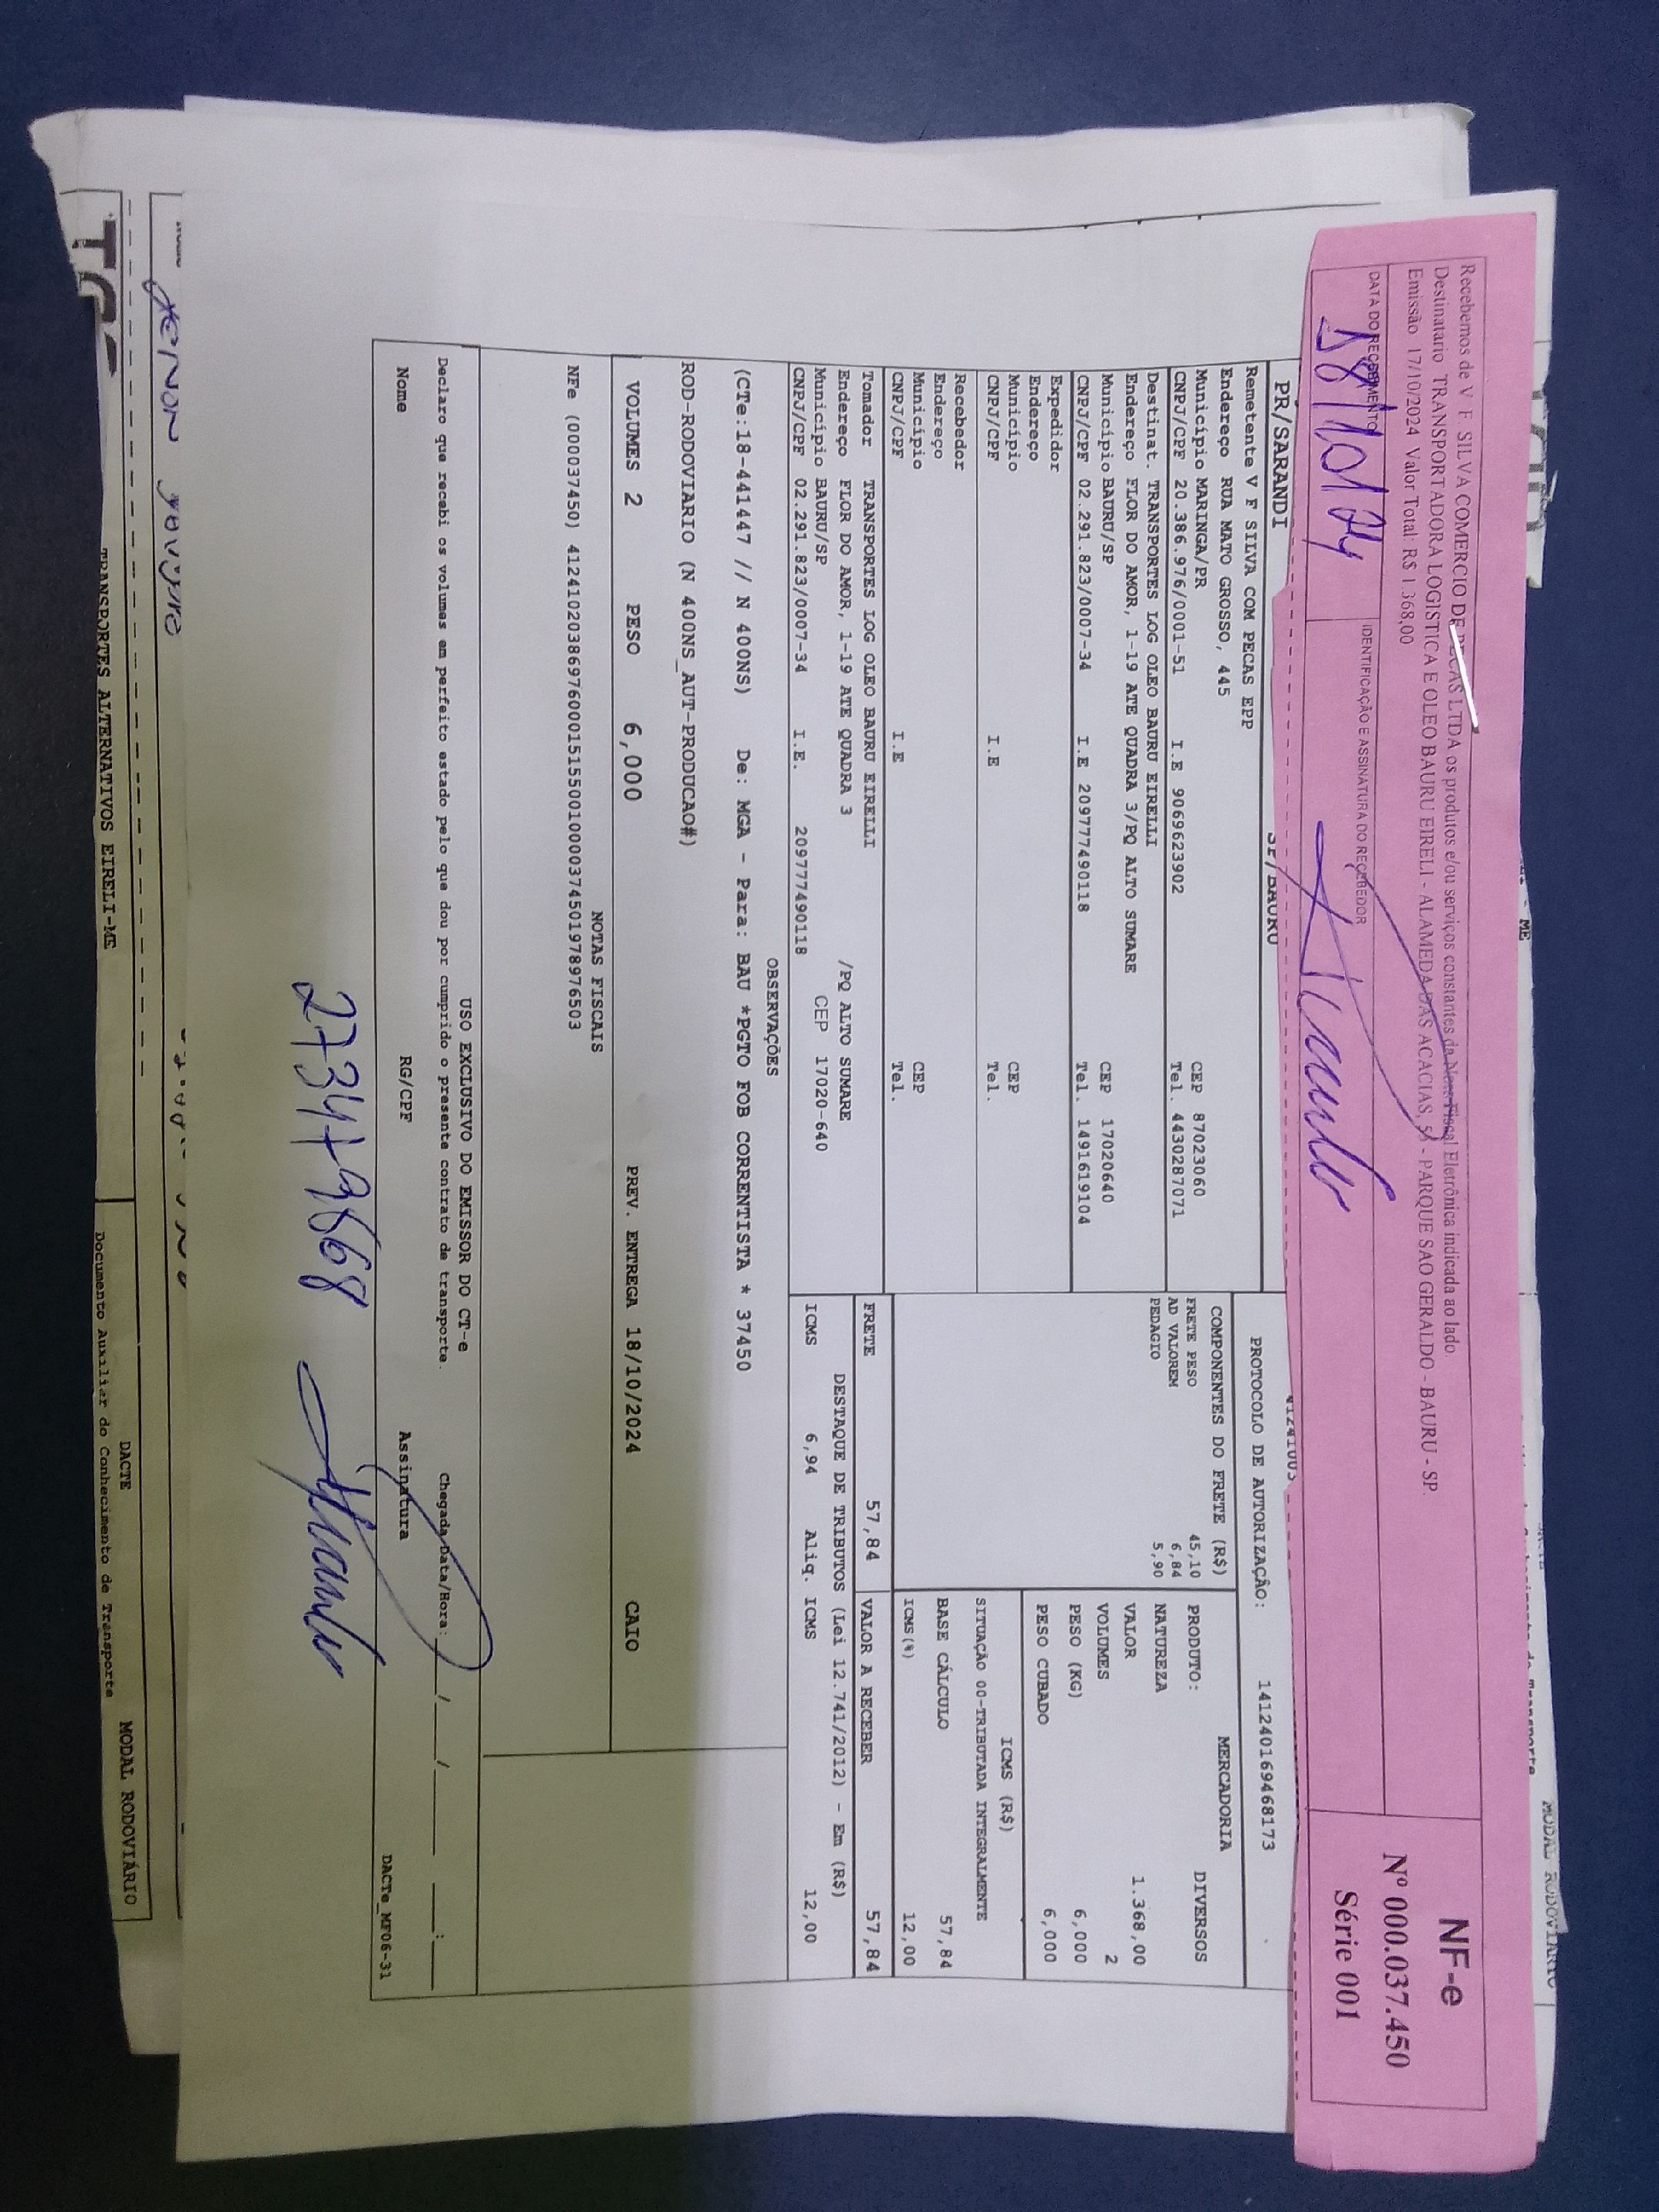 Recebemos de V F SILVA COMERCIO DE PECAS LTDA os produtos e/ou serviços constantes da Nota Fiscal Eletrônica indicada ao lado
Destinatario TRANSPORTADORA LOGISTICA E OLEO BAURU EIRELI - ALAMEDA DAS ACACIAS, - PARQUE SAO GERALDO - BAURU - SP.
Emissão 17/10/2024 Valor Total: R$ 1.368,00
DATA DO RECEBIMENTO
18/10/24
IDENTIFICAÇÃO E ASSINATURA DO RECEBEDOR
NF-e
Nº 000.037.450
Série 001
PR/SARANDI
SP/BAURU
PROTOCOLO DE AUTORIZAÇÃO: 141240169468173
Remetente V F SILVA COM PECAS EPP
Endereço RUA MATO GROSSO, 445
Município MARINGA/PR CEP 87023060
CNPJ/CPF 20.386.976/0001-51 I.E 9069623902 Tel. 4430287071
Destinat. TRANSPORTES LOG OLEO BAURU EIRELLI
Endereço FLOR DO AMOR, 1-19 ATE QUADRA 3/PQ ALTO SUMARE
Município BAURU/SP CEP 17020640
CNPJ/CPF 02.291.823/0007-34 I.E 209777490118 Tel. 1491619104
Expedidor
Endereço
Município CEP
CNPJ/CPF I.E Tel.
Recebedor
Endereço
Município CEP
CNPJ/CPF I.E Tel.
Tomador TRANSPORTES LOG OLEO BAURU EIRELLI
Endereço FLOR DO AMOR, 1-19 ATE QUADRA 3 /PQ ALTO SUMARE
Município BAURU/SP CEP 17020-640
CNPJ/CPF 02.291.823/0007-34 I.E. 209777490118
COMPONENTES DO FRETE (R$)
FRETE PESO 45,10
AD VALOREM 6,84
PEDAGIO 5,90
MERCADORIA
PRODUTO: DIVERSOS
NATUREZA
VALOR 1.368,00
VOLUMES 2
PESO (KG) 6,000
PESO CUBADO 6,000
ICMS (R$)
SITUAÇÃO 00-TRIBUTADA INTEGRALMENTE
BASE CÁLCULO 57,84
ICMS(%) 12,00
FRETE 57,84 VALOR A RECEBER 57,84
DESTAQUE DE TRIBUTOS (Lei 12.741/2012) - Em (R$)
ICMS 6,94 Aliq. ICMS 12,00
OBSERVAÇÕES
(CTe:18-441447 // N 400NS) De: MGA - Para: BAU *PGTO FOB CORRENTISTA * 37450
ROD-RODOVIARIO (N 400NS_AUT-PRODUCAO#)
VOLUMES 2 PESO 6,000 PREV. ENTREGA 18/10/2024 CAIO
NOTAS FISCAIS
NFe (000037450) 41241020386976000151550010000374501978976503
USO EXCLUSIVO DO EMISSOR DO CT-e
Declaro que recebi os volumes em perfeito estado pelo que dou por cumprido o presente contrato de transporte. Chegada Data/Hora: ____/____/____ ____:____
Nome RG/CPF Assinatura
DACTe_MF06-31
TRANSPORTES ALTERNATIVOS EIRELI-ME
DACTE
Documento Auxiliar do Conhecimento de Transporte
MODAL RODOVIÁRIO